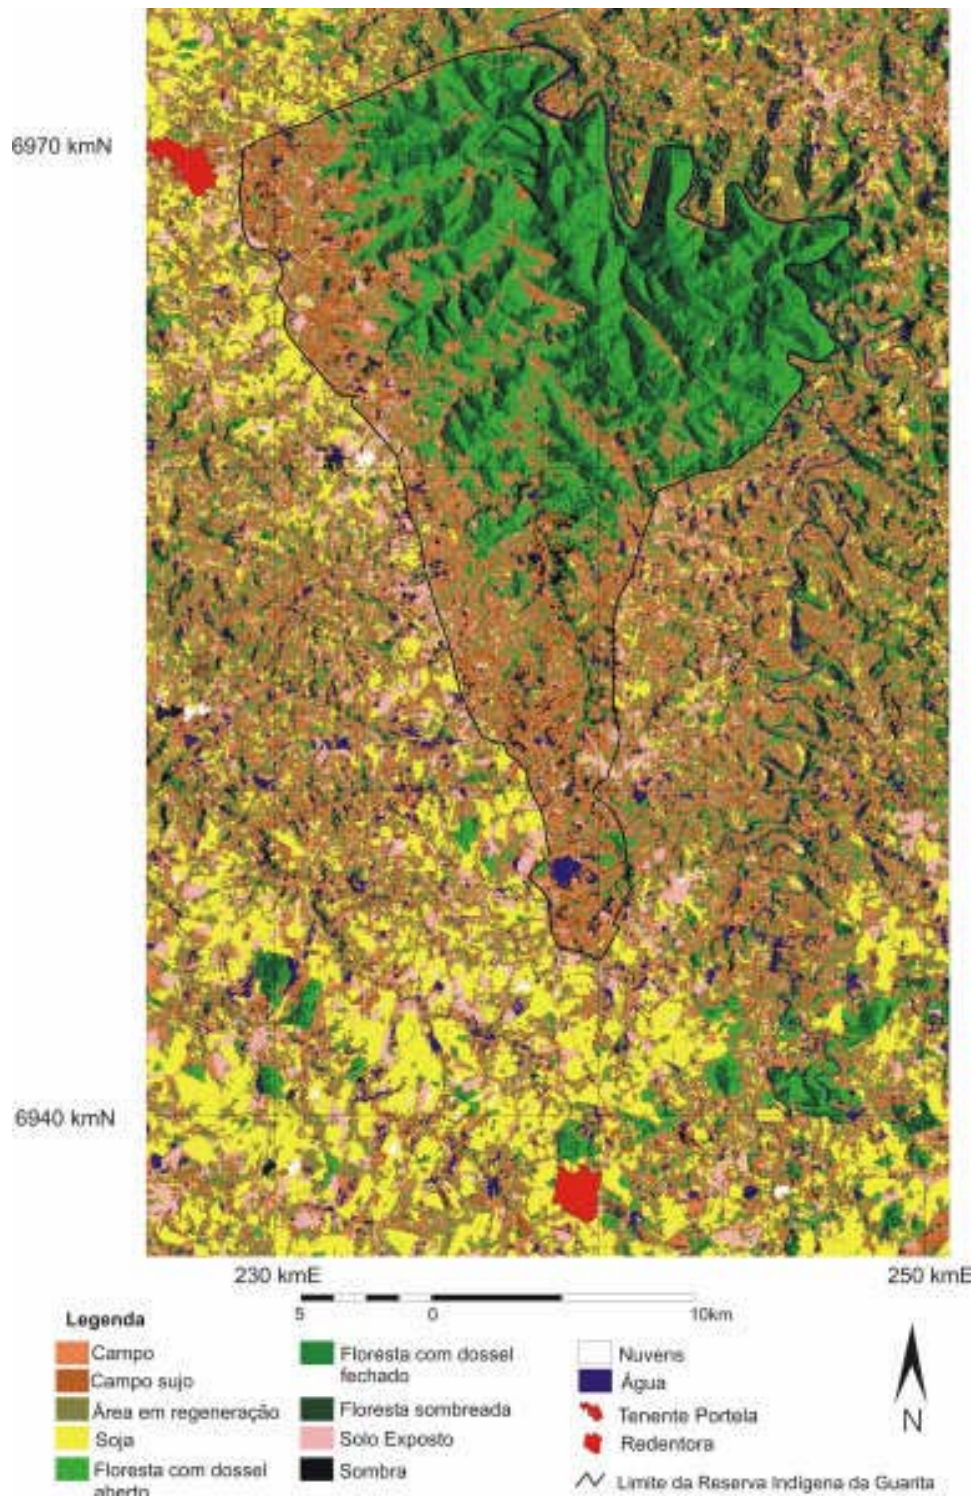 6970 kmN
6940 kmN
230 kmE
250 kmE
5 0 10km
Legenda
Campo
Campo sujo
Área em regeneração
Soja
Floresta com dossel
aberto
Floresta com dossel
fechado
Floresta sombreada
Solo Exposto
Sombra
Nuvens
Água
Tenente Portela
Redentora
Limite da Reserva Indígena da Guarita
N